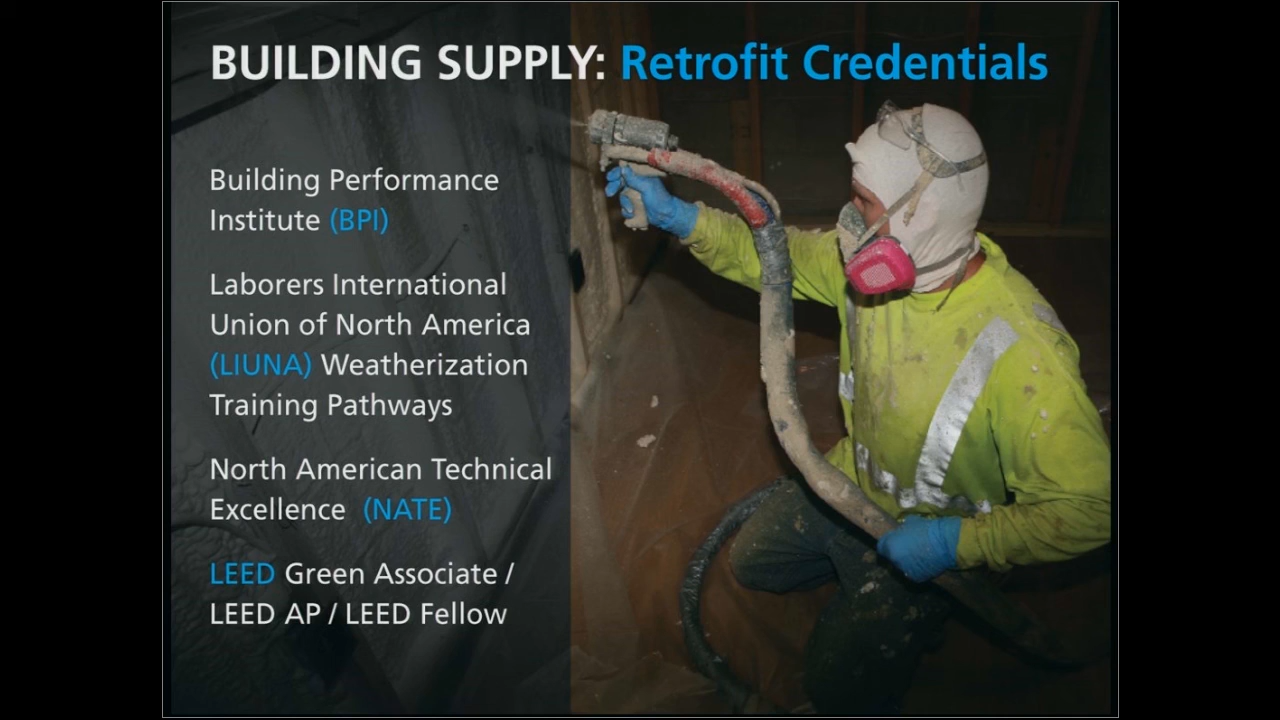 BUILDING SUPPLY: Retrofit Credentials
Building Performance
Institute (BPI)
Laborers International
Union of North America
(LIUNA) Weatherization
Training Pathways
North American Technical
Excellence (NATE)
LEED Green Associate /
LEED AP / LEED Fellow